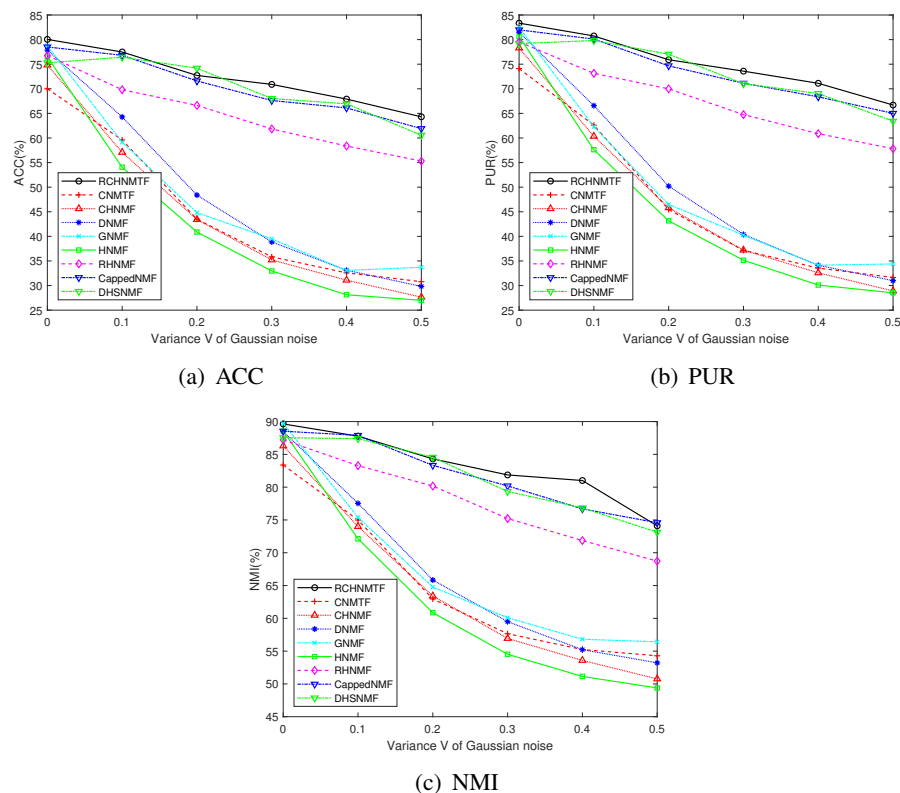 85
80
75
70
65
60
55
50
45
40
35
30
25
ACC(%)
RCHNMTF
CNMTF
CHNMF
DNMF
GNMF
HNMF
RHNMF
CappedNMF
DHSNMF
0 0.1 0.2 0.3 0.4 0.5
Variance V of Gaussian noise
(a) ACC
85
80
75
70
65
60
55
50
45
40
35
30
25
PUR(%)
RCHNMTF
CNMTF
CHNMF
DNMF
GNMF
HNMF
RHNMF
CappedNMF
DHSNMF
0 0.1 0.2 0.3 0.4 0.5
Variance V of Gaussian noise
(b) PUR
90
85
80
75
70
65
60
55
50
45
NMI(%)
RCHNMTF
CNMTF
CHNMF
DNMF
GNMF
HNMF
RHNMF
CappedNMF
DHSNMF
0 0.1 0.2 0.3 0.4 0.5
Variance V of Gaussian noise
(c) NMI